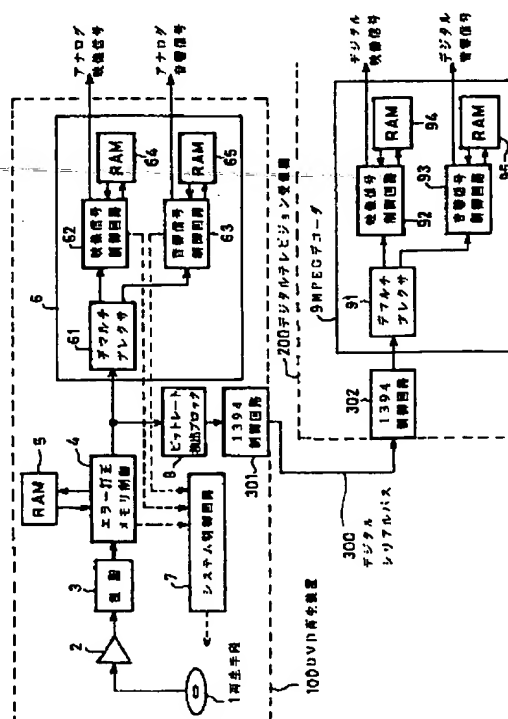 アナログ
映像信号
アナログ
音響信号
6
62
映像信号
制御回路
RAM
64
61
デマルチ
プレクサ
音響信号
制御回路
63
RAM
65
5
RAM
4
エラー訂正
メモリ制御
3
復調
2
1再生手段
ビットレート
検出ブロック
8
1394
制御回路
301
システム制御回路
7
100DVD再生装置
300
デジタル
シリアルバス
200デジタルテレビジョン受信機
デジタル
映像信号
デジタル
音響信号
9MPEGデコーダ
映像信号
制御回路
92
RAM
94
91
デマルチ
プレクサ
音響信号
制御回路
93
RAM
95
302
1394
制御回路